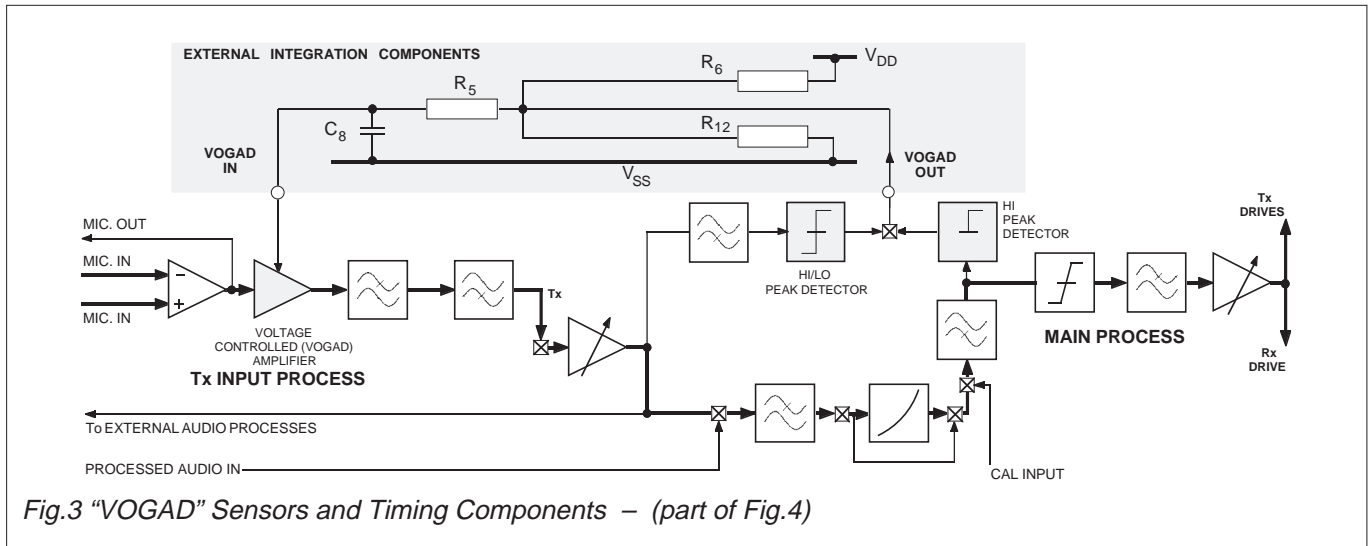 EXTERNAL INTEGRATION COMPONENTS
VDD
R6
R5
C8
R12
VOGAD
IN
VSS
VOGAD
OUT
MIC. OUT
MIC. IN
MIC. IN
−
+
VOLTAGE
CONTROLLED (VOGAD)
AMPLIFIER
Tx INPUT PROCESS
Tx
HI/LO
PEAK DETECTOR
HI
PEAK
DETECTOR
MAIN PROCESS
Tx
DRIVES
Rx
DRIVE
To EXTERNAL AUDIO PROCESSES
PROCESSED AUDIO IN
CAL INPUT
Fig.3 “VOGAD” Sensors and Timing Components – (part of Fig.4)